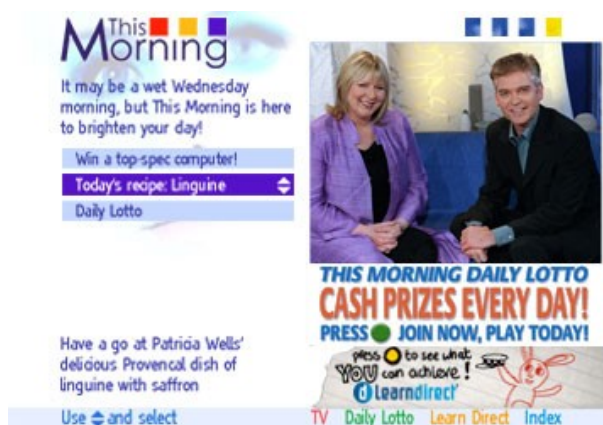 This
Morning
It may be a wet Wednesday
morning, but This Morning is here
to brighten your day!
Win a top-spec computer!
Today's recipe: Linguine
Daily Lotto
Have a go at Patricia Wells'
delicious Provencal dish of
linguine with saffron
THIS MORNING DAILY LOTTO
CASH PRIZES EVERY DAY!
PRESS JOIN NOW, PLAY TODAY!
press to see what
YOU can achieve!
learndirect
Use and select
TV Daily Lotto Learn Direct Index